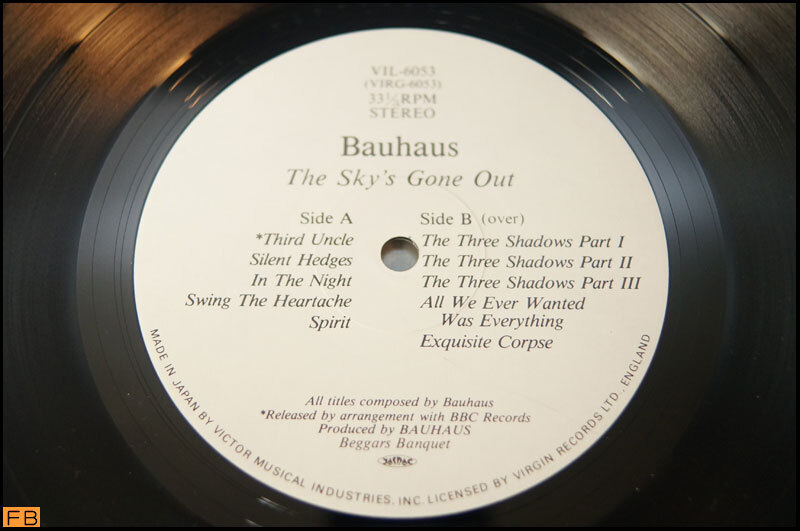 VIL-6053
(VIRG-6053)
33⅓RPM
STEREO
Bauhaus
The Sky's Gone Out
Side A
*Third Uncle
Silent Hedges
In The Night
Swing The Heartache
Spirit
Side B (over)
The Three Shadows Part I
The Three Shadows Part II
The Three Shadows Part III
All We Ever Wanted
Was Everything
Exquisite Corpse
All titles composed by Bauhaus
*Released by arrangement with BBC Records
Produced by BAUHAUS
Beggars Banquet
MADE IN JAPAN BY VICTOR MUSICAL INDUSTRIES, INC. LICENSED BY VIRGIN RECORDS LTD., ENGLAND
FB